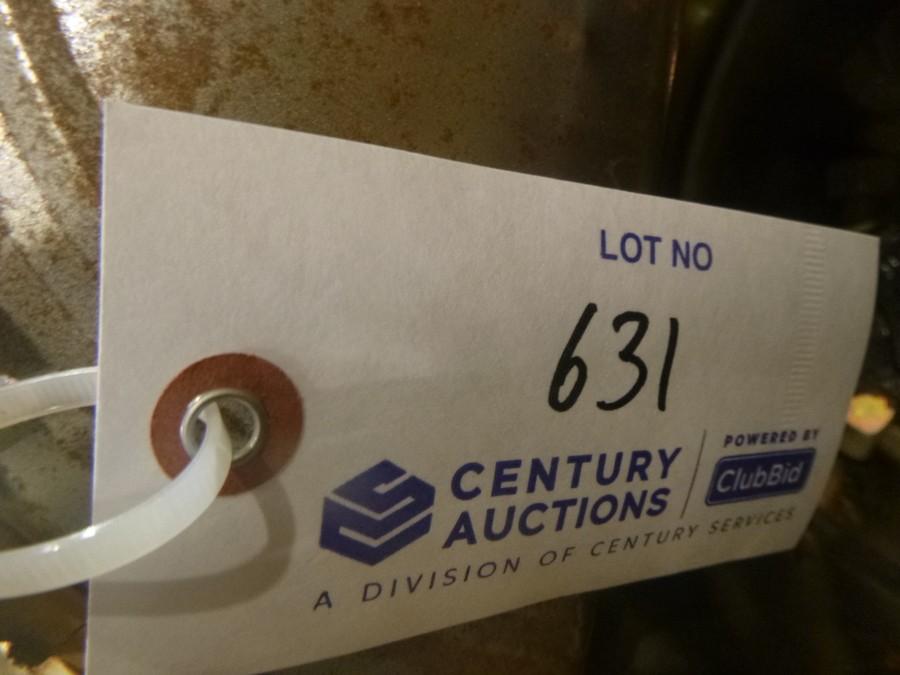 LOT NO
631
CENTURY
AUCTIONS
POWERED BY
ClubBid
A DIVISION OF CENTURY SERVICES